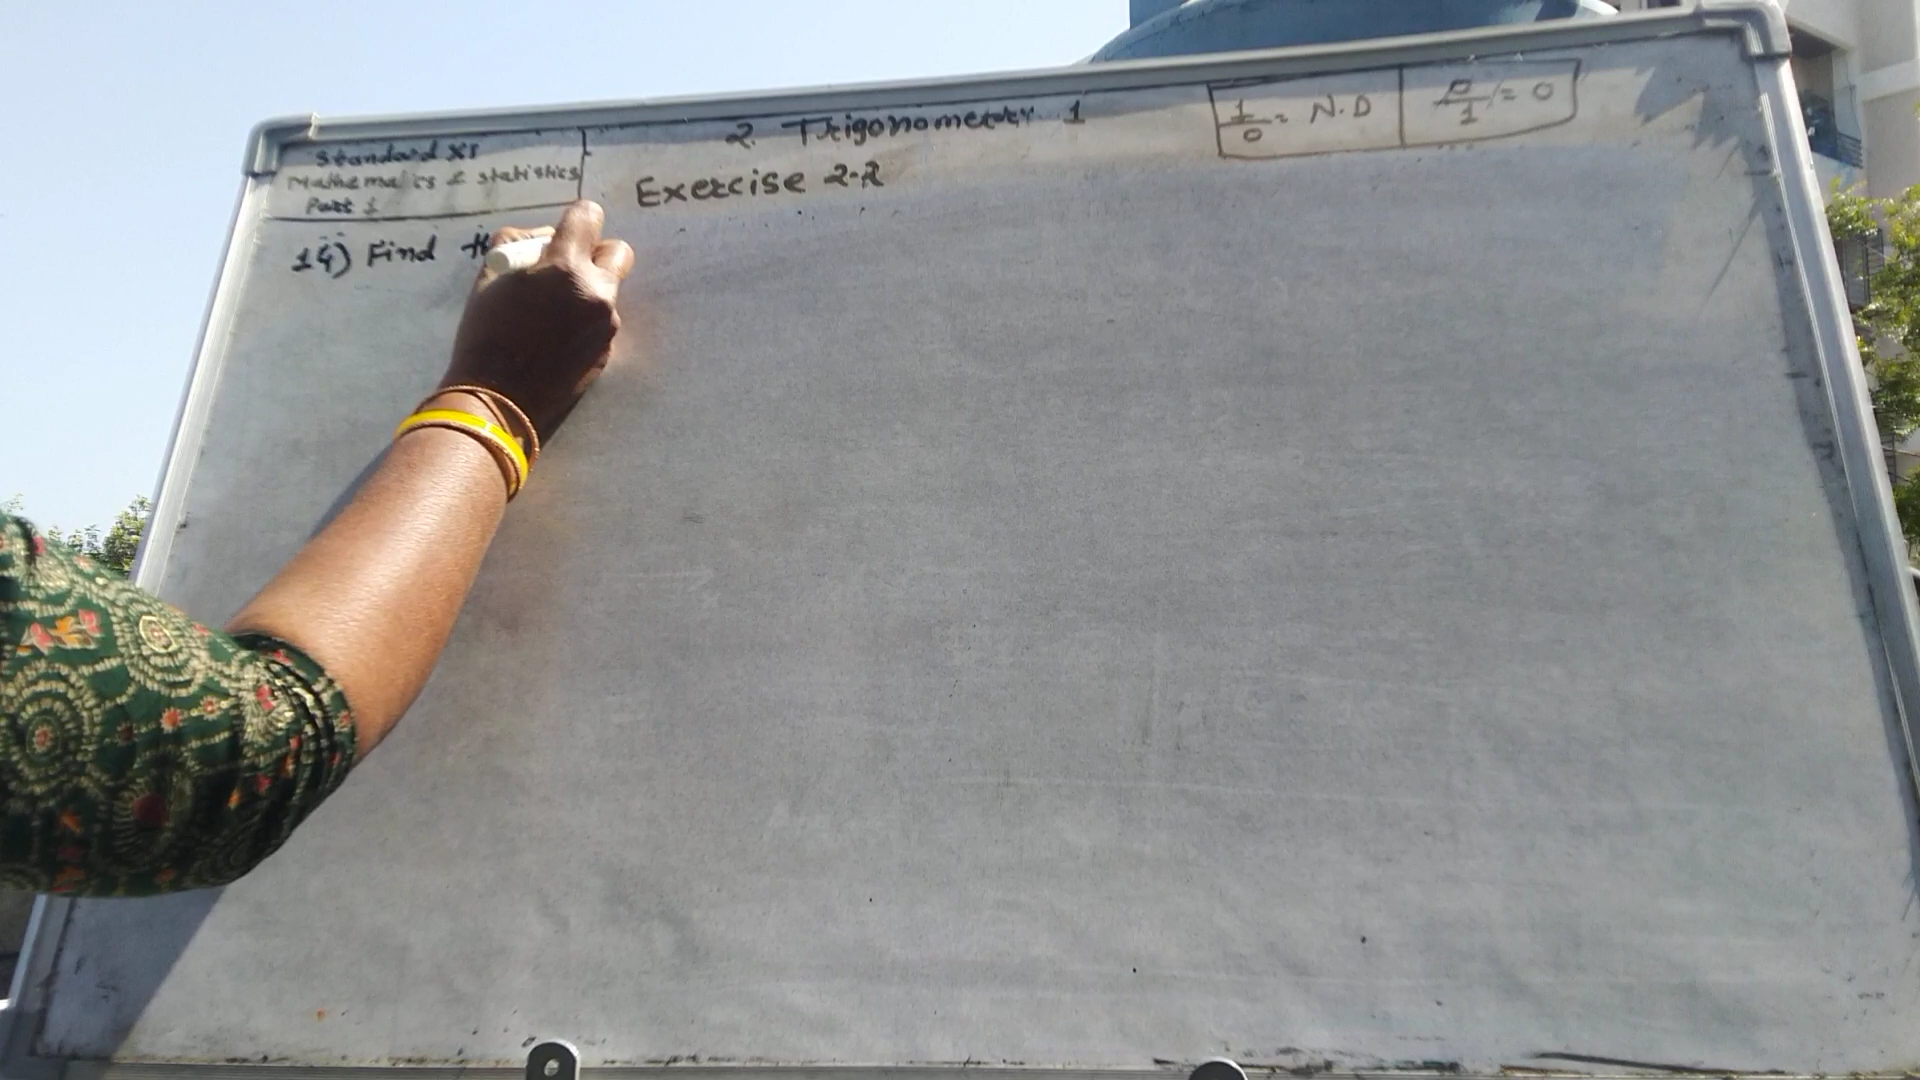 Standard XI
Mathematics & statistics
Part 1
2. Trigonometry 1
1/0 = N.D
0/1 = 0
Exercise 2.2
14) Find th